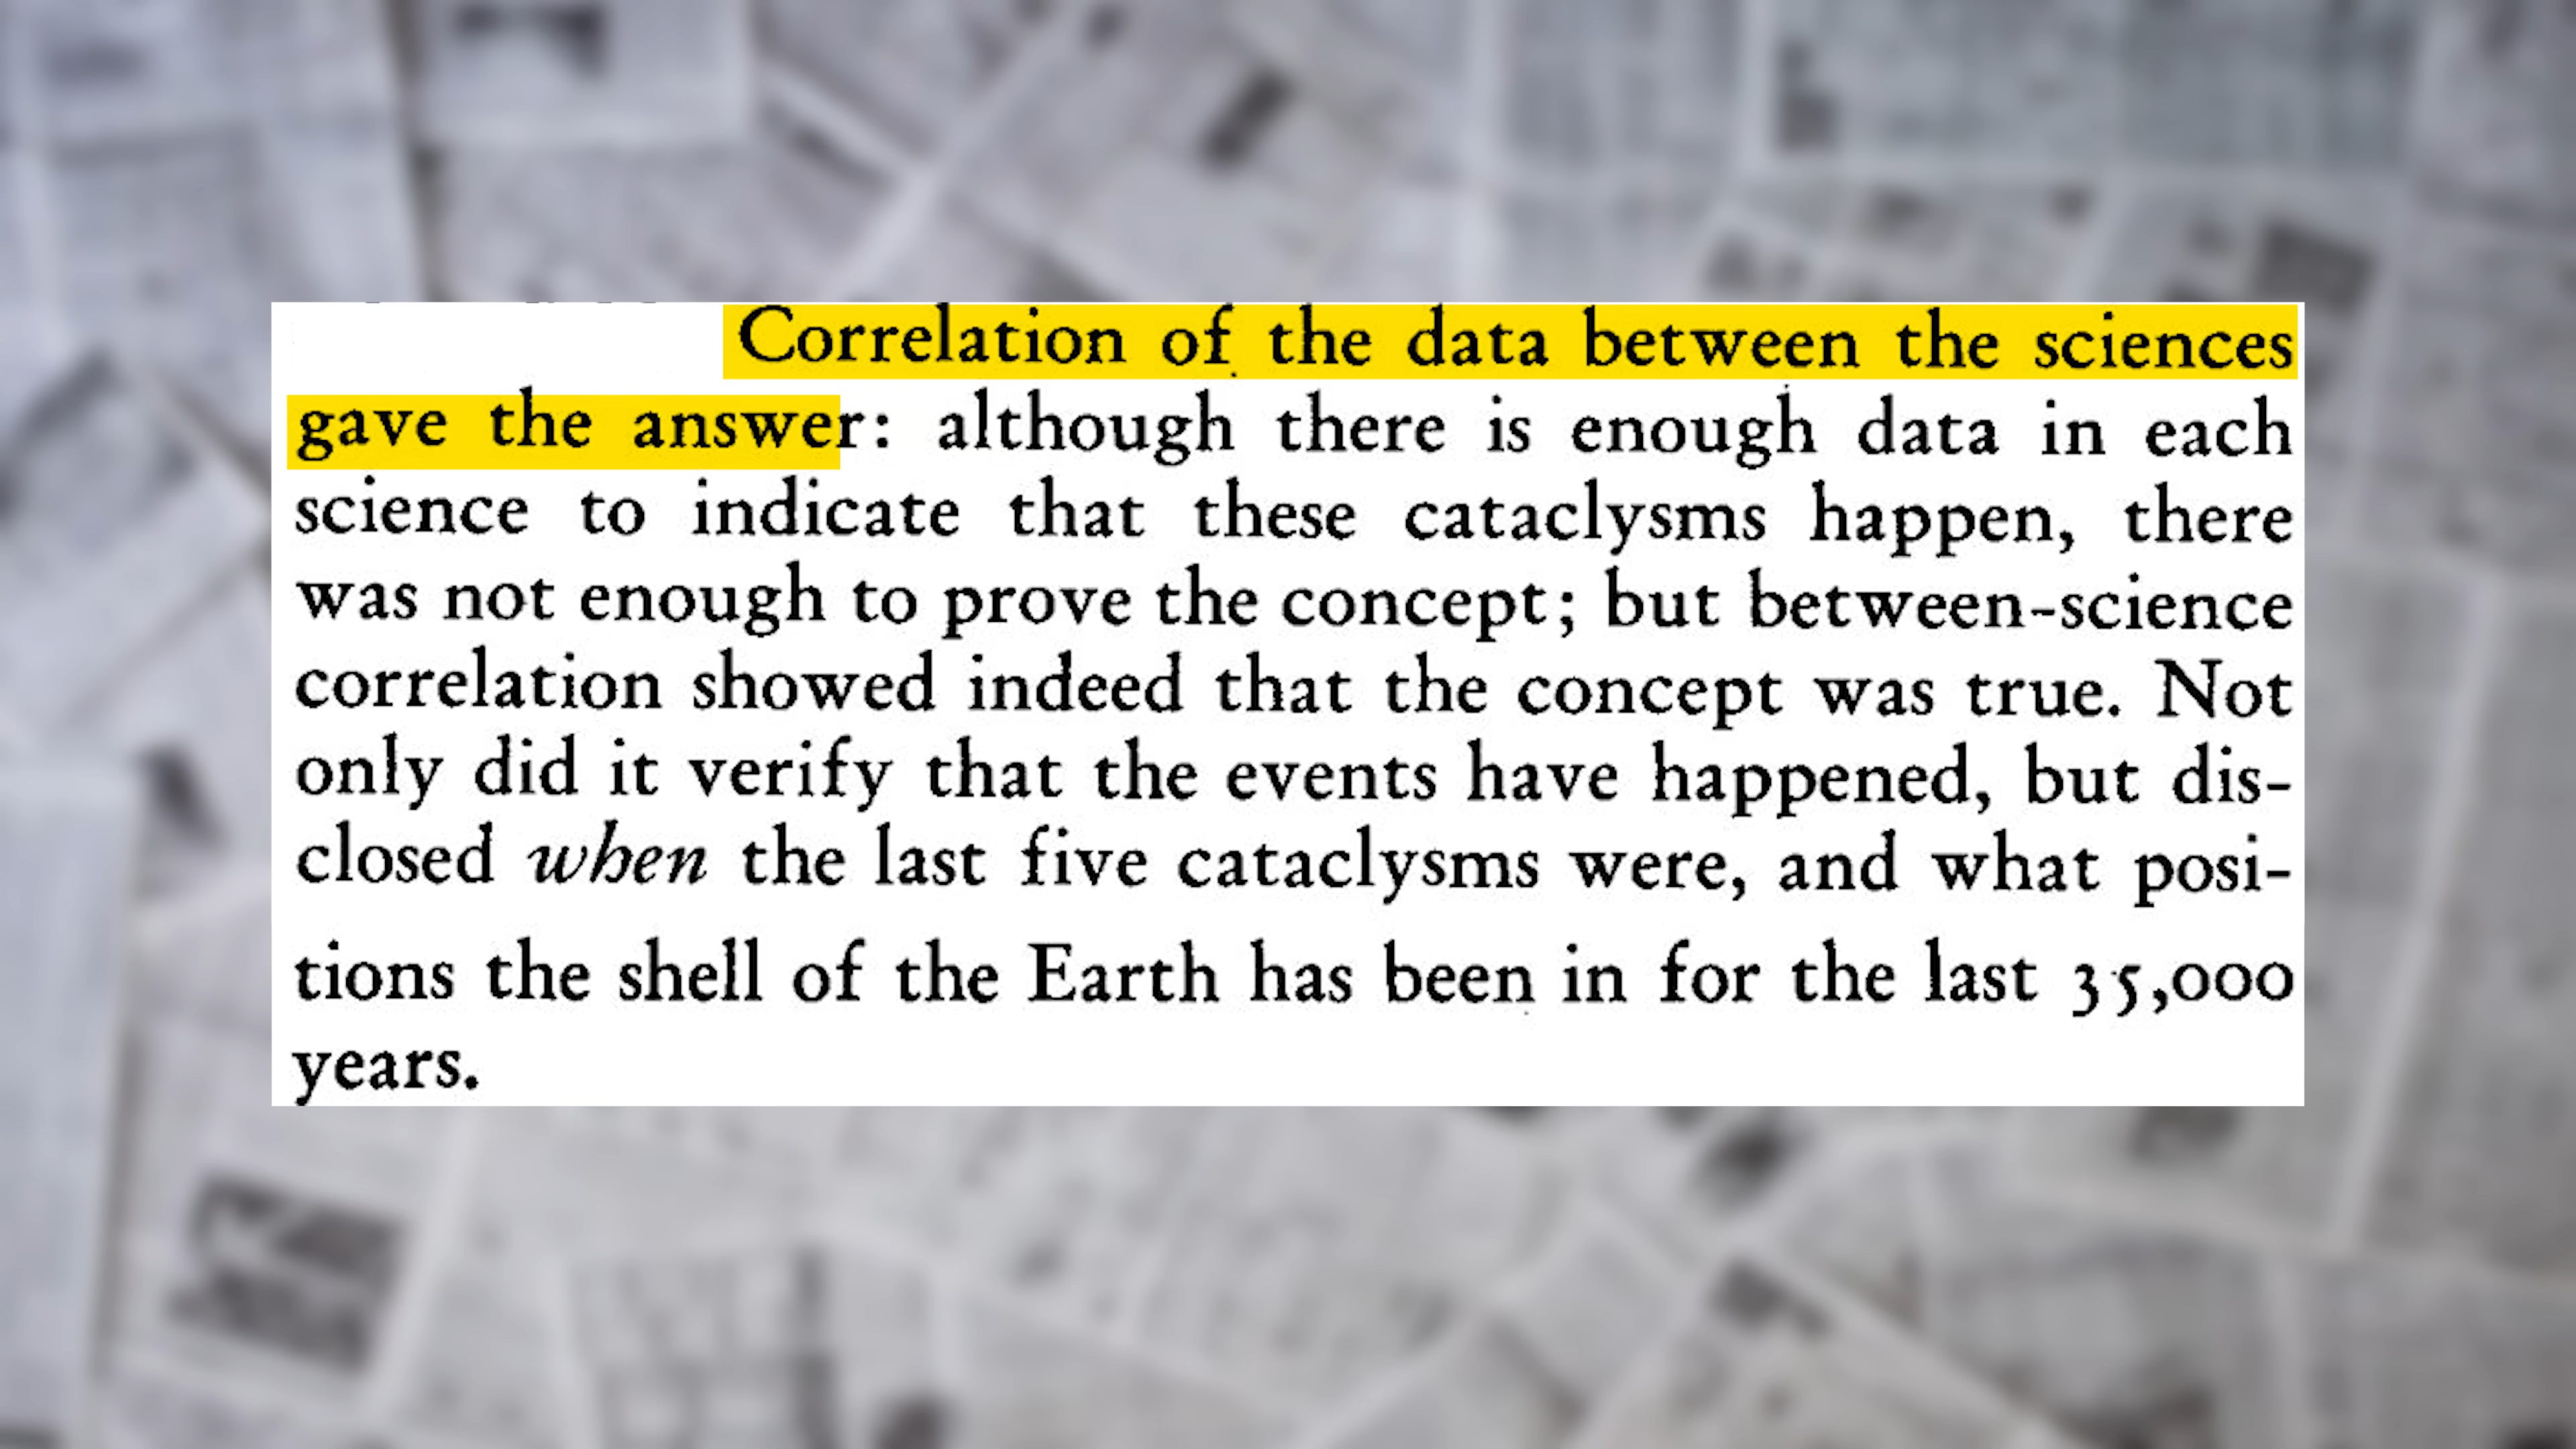 Correlation of the data between the sciences
gave the answer: although there is enough data in each
science to indicate that these cataclysms happen, there
was not enough to prove the concept; but between-science
correlation showed indeed that the concept was true. Not
only did it verify that the events have happened, but dis-
closed when the last five cataclysms were, and what posi-
tions the shell of the Earth has been in for the last 35,000
years.